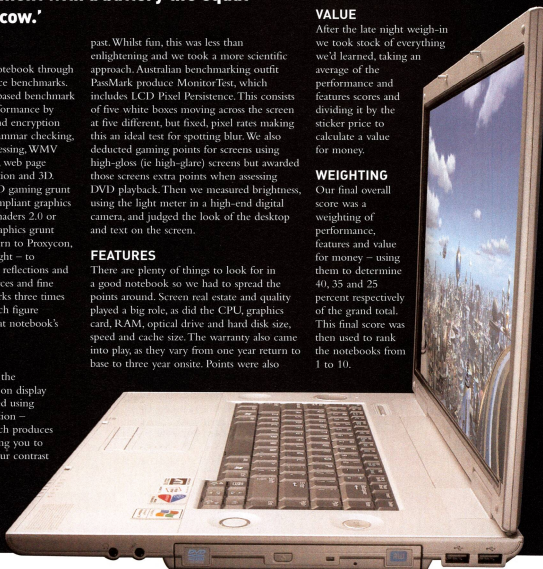 cow.'
otebook through
ce benchmarks.
based benchmark
formance by
nd encryption
mmar checking,
essing, WMV
, web page
tion and 3D.
D gaming grunt
mpliant graphics
haders 2.0 or
aphics grunt
rn to Proxycon,
ght – to
reflections and
ces and fine
rks three times
ch figure
at notebook's
the
on display
d using
tion –
ch produces
ng you to
ur contrast
past. Whilst fun, this was less than
enlightening and we took a more scientific
approach. Australian benchmarking outfit
PassMark produce MonitorTest, which
includes LCD Pixel Persistence. This consists
of five white boxes moving across the screen
at five different, but fixed, pixel rates making
this an ideal test for spotting blur. We also
deducted gaming points for screens using
high-gloss (ie high-glare) screens but awarded
those screens extra points when assessing
DVD playback. Then we measured brightness,
using the light meter in a high-end digital
camera, and judged the look of the desktop
and text on the screen.
FEATURES
There are plenty of things to look for in
a good notebook so we had to spread the
points around. Screen real estate and quality
played a big role, as did the CPU, graphics
card, RAM, optical drive and hard disk size,
speed and cache size. The warranty also came
into play, as they vary from one year return to
base to three year onsite. Points were also
VALUE
After the late night weigh-in
we took stock of everything
we'd learned, taking an
average of the
performance and
features scores and
dividing it by the
sticker price to
calculate a value
for money.
WEIGHTING
Our final overall
score was a
weighting of
performance,
features and value
for money – using
them to determine
40, 35 and 25
percent respectively
of the grand total.
This final score was
then used to rank
the notebooks from
1 to 10.